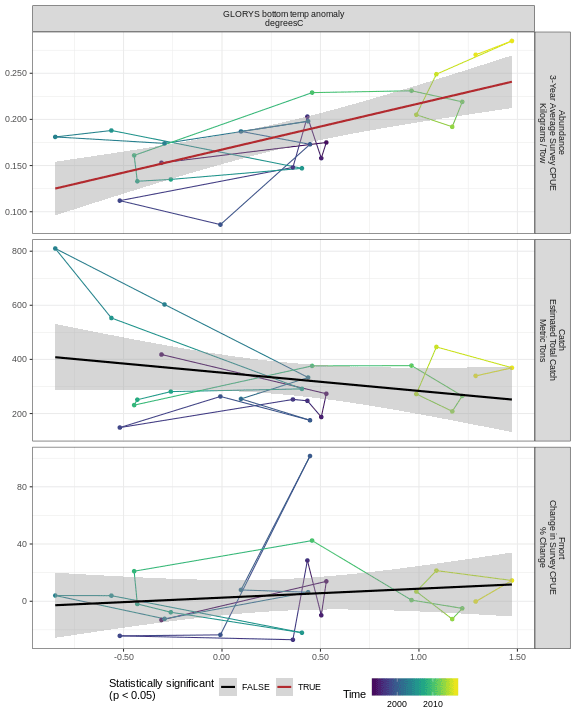 GLORYS bottom temp anomaly
degreesC
0.250
0.200
0.150
0.100
Abundance
3-Year Average Survey CPUE
Kilograms / Tow
800
600
400
200
Catch
Estimated Total Catch
Metric Tons
80
40
0
Fmort
Change in Survey CPUE
% Change
-0.50
0.00
0.50
1.00
1.50
Statistically significant
(p < 0.05)
FALSE
TRUE
Time
2000
2010